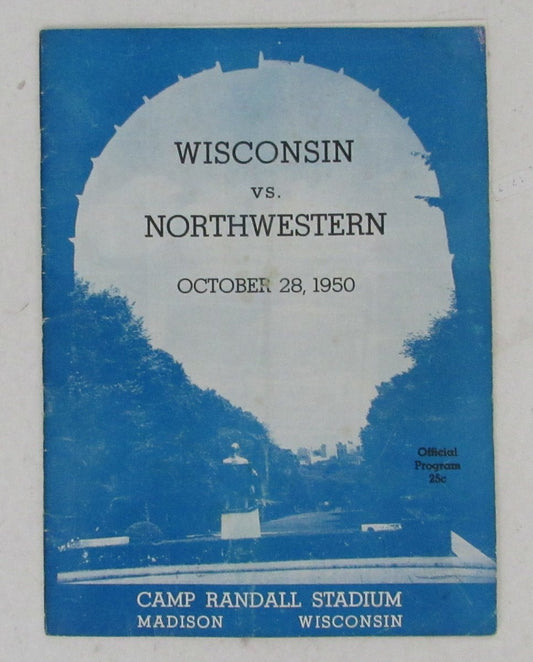 WISCONSIN
VS.
NORTHWESTERN
OCTOBER 28, 1950
Official
Program
25c
CAMP RANDALL STADIUM
MADISON WISCONSIN